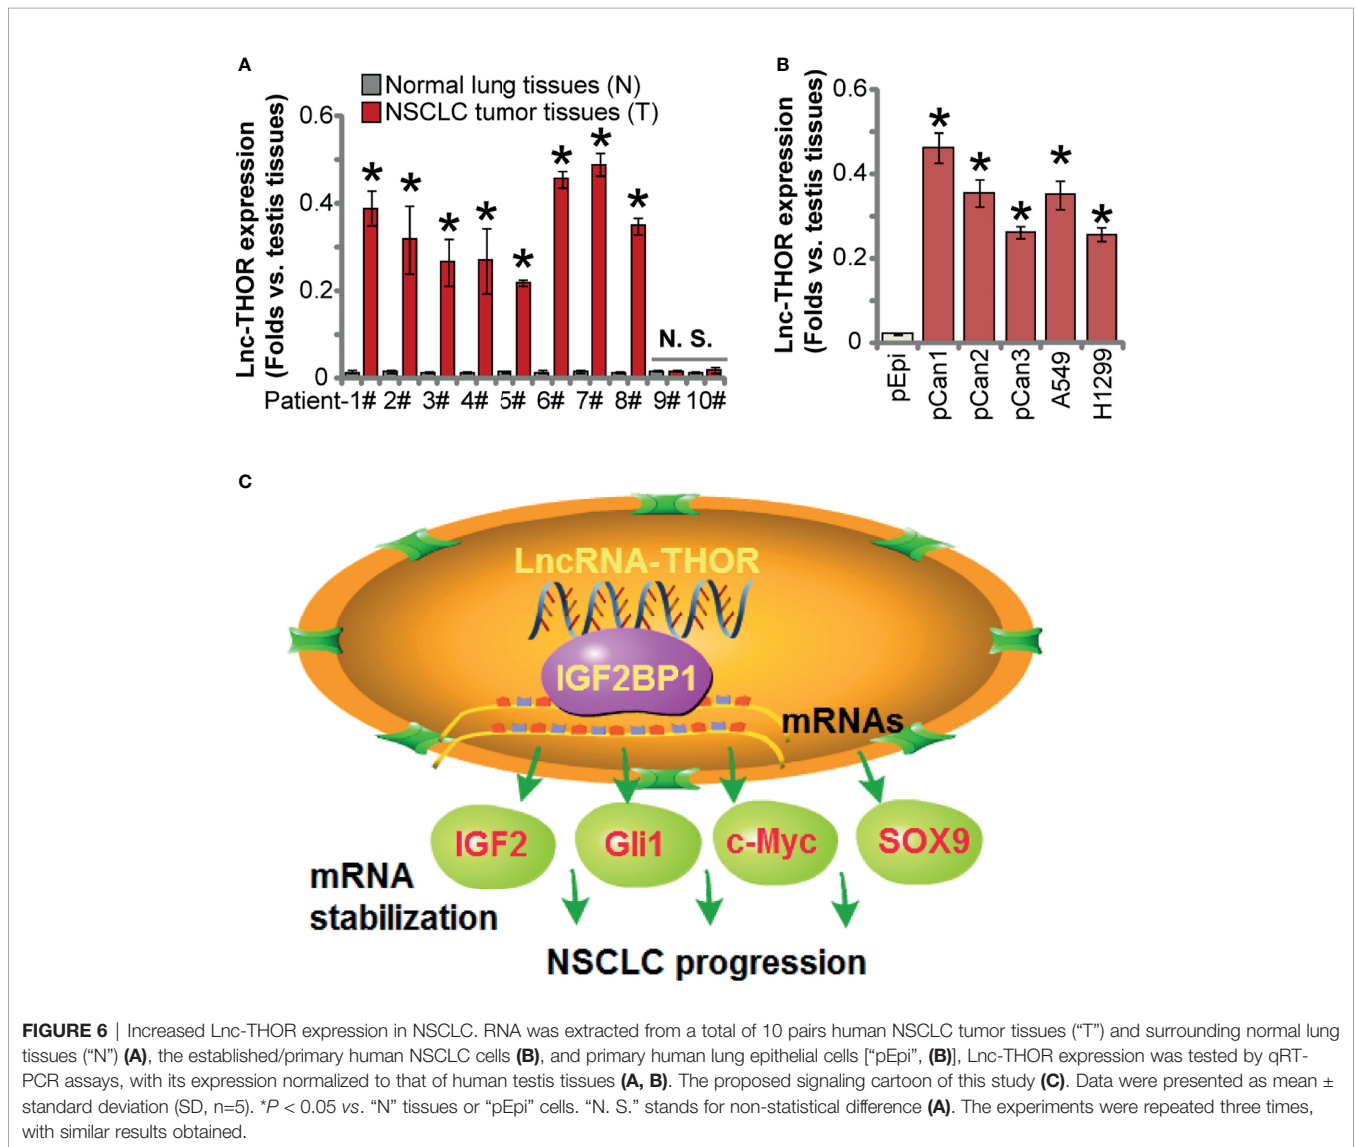 A
Normal lung tissues (N)
NSCLC tumor tissues (T)
Lnc-THOR expression
(Folds vs. testis tissues)
0.6
0.4
0.2
0
* * * * * * * *
N. S.
Patient-1# 2# 3# 4# 5# 6# 7# 8# 9# 10#
B
Lnc-THOR expression
(Folds vs. testis tissues)
0.6
0.4
0.2
0
* * * * *
pEpi
pCan1
pCan2
pCan3
A549
H1299
C
LncRNA-THOR
IGF2BP1
mRNAs
IGF2
Gli1
c-Myc
SOX9
mRNA
stabilization
NSCLC progression
FIGURE 6 | Increased Lnc-THOR expression in NSCLC. RNA was extracted from a total of 10 pairs human NSCLC tumor tissues (“T”) and surrounding normal lung
tissues (“N”) (A), the established/primary human NSCLC cells (B), and primary human lung epithelial cells [“pEpi”, (B)], Lnc-THOR expression was tested by qRT-
PCR assays, with its expression normalized to that of human testis tissues (A, B). The proposed signaling cartoon of this study (C). Data were presented as mean ±
standard deviation (SD, n=5). *P < 0.05 vs. “N” tissues or “pEpi” cells. “N. S.” stands for non-statistical difference (A). The experiments were repeated three times,
with similar results obtained.